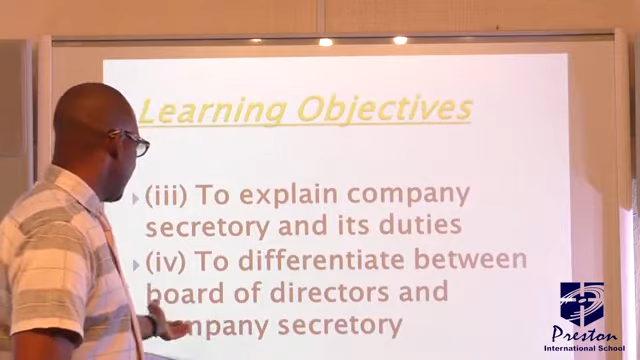 Learning Objectives
(iii) To explain company
secretory and its duties
(iv) To differentiate between
board of directors and
company secretory
Preston
International School